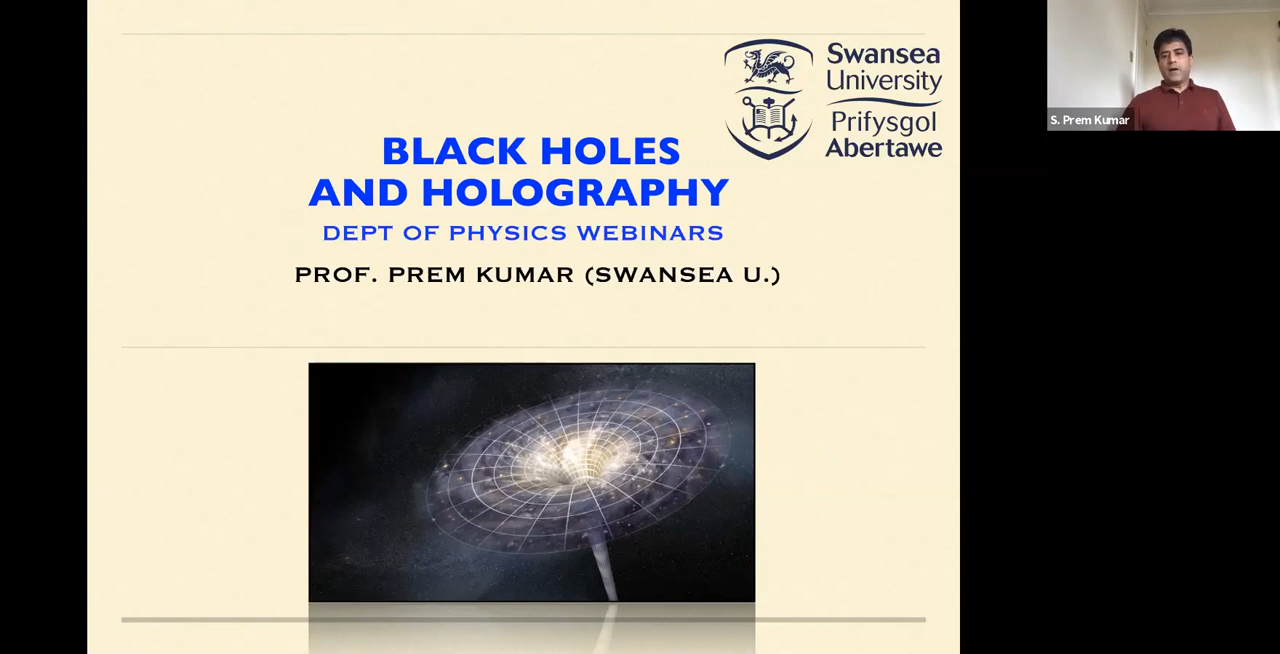 Swansea
University
Prifysgol
Abertawe
BLACK HOLES
AND HOLOGRAPHY
DEPT OF PHYSICS WEBINARS
PROF. PREM KUMAR (SWANSEA U.)
S. Prem Kumar